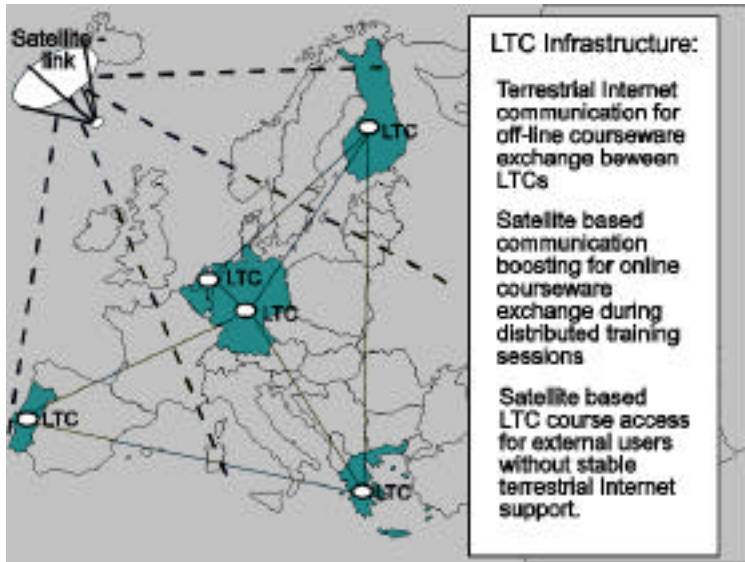 Satellite
link
LTC
LTC
LTC
LTC
LTC
LTC Infrastructure:
Terrestrial Internet
communication for
off-line courseware
exchange beween
LTCs
Satellite based
communication
boosting for online
courseware
exchange during
distributed training
sessions
Satellite based
LTC course access
for external users
without stable
terrestrial Internet
support.